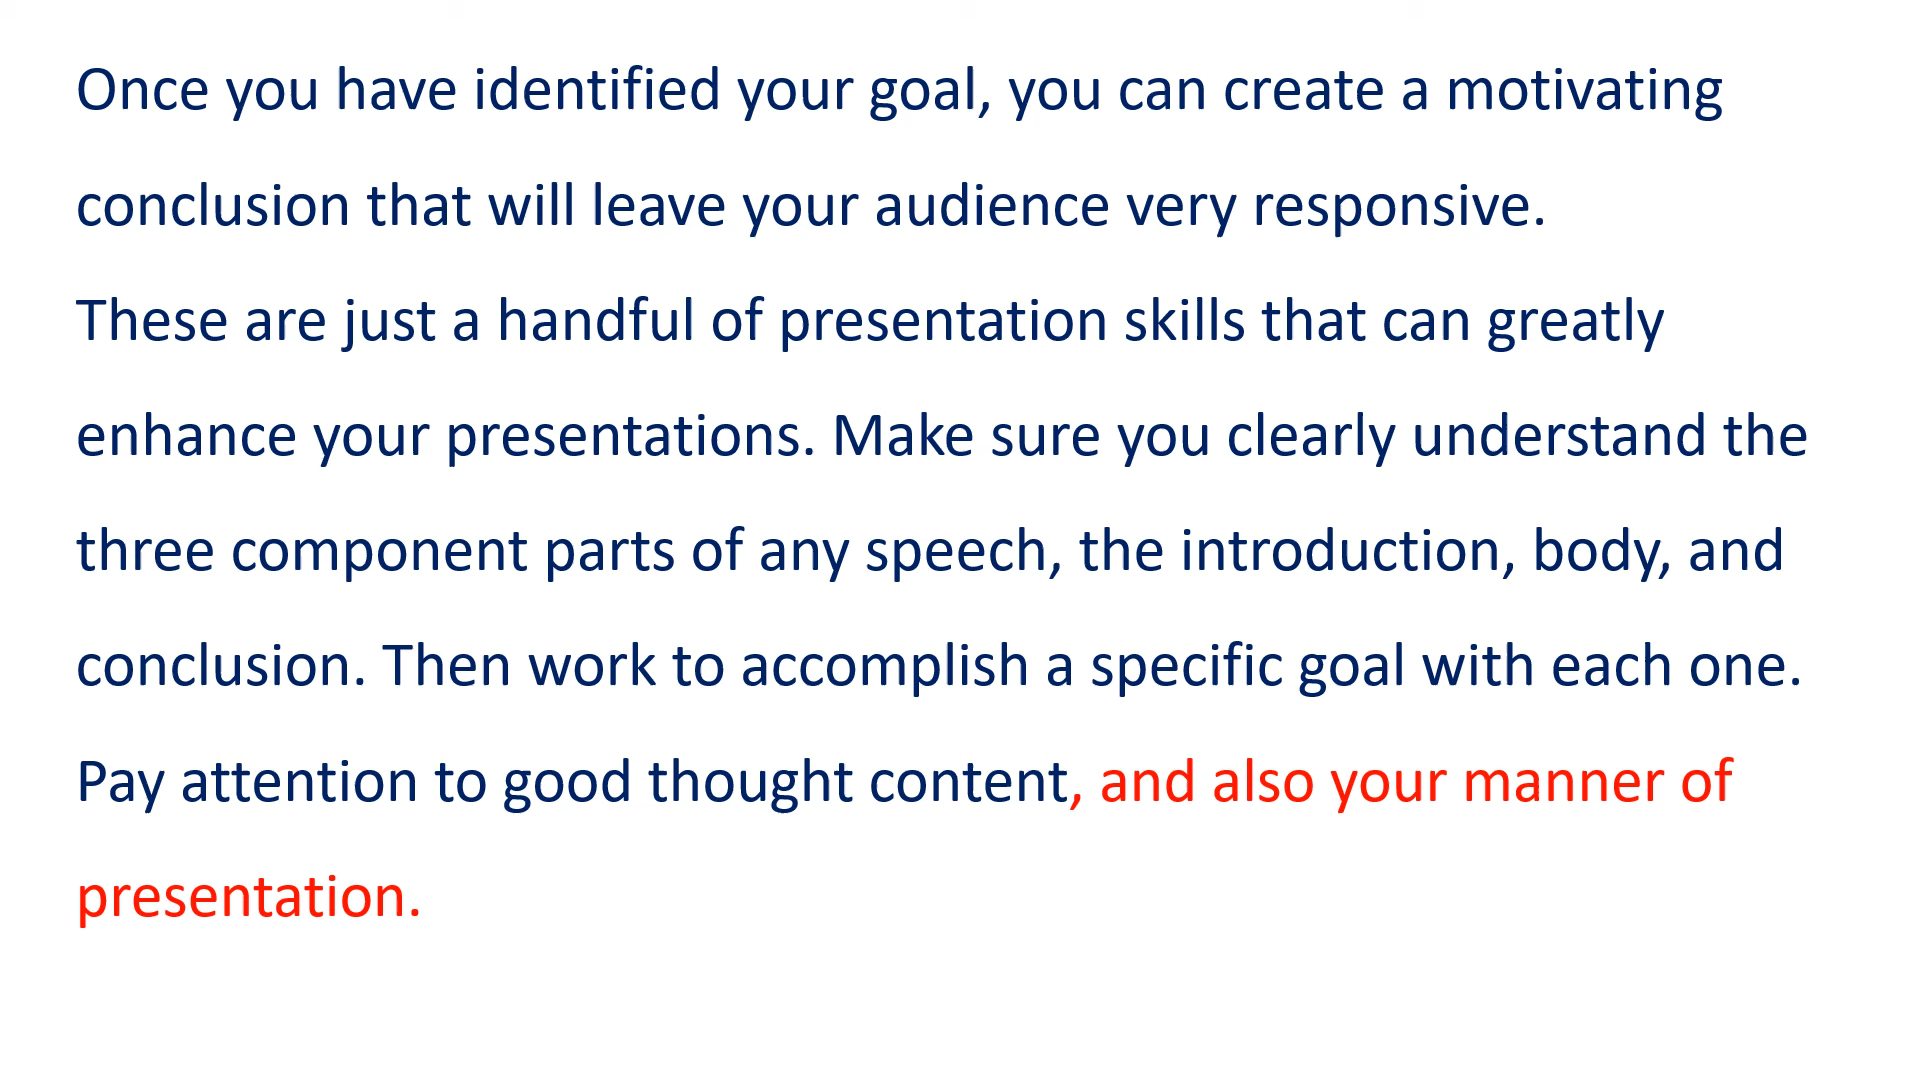 Once you have identified your goal, you can create a motivating
conclusion that will leave your audience very responsive.
These are just a handful of presentation skills that can greatly
enhance your presentations. Make sure you clearly understand the
three component parts of any speech, the introduction, body, and
conclusion. Then work to accomplish a specific goal with each one.
Pay attention to good thought content, and also your manner of
presentation.